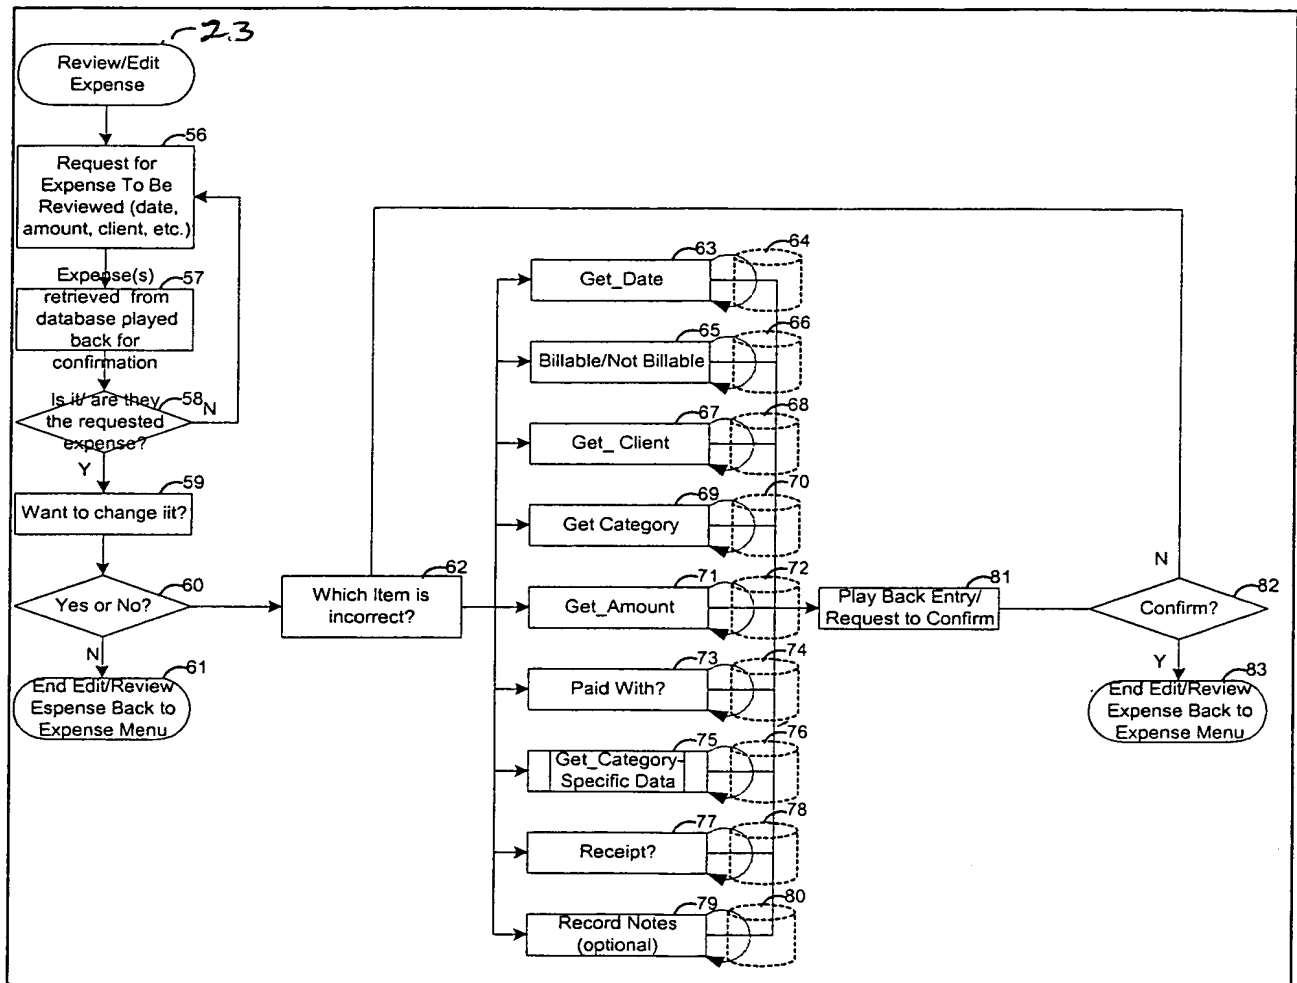 23
Review/Edit
Expense
56
Request for
Expense To Be
Reviewed (date,
amount, client, etc.)
Expense(s)
57
retrieved from
database played
back for
confirmation
Is it/ are they
the requested
expense?
58
N
Y
59
Want to change iit?
60
Yes or No?
N
61
End Edit/Review
Espense Back to
Expense Menu
62
Which Item is
incorrect?
63
64
Get_Date
65
66
Billable/Not Billable
67
68
Get_ Client
69
70
Get Category
71
72
Get_Amount
73
74
Paid With?
75
76
Get_Category-
Specific Data
77
78
Receipt?
79
80
Record Notes
(optional)
81
Play Back Entry/
Request to Confirm
N
82
Confirm?
Y
83
End Edit/Review
Expense Back to
Expense Menu